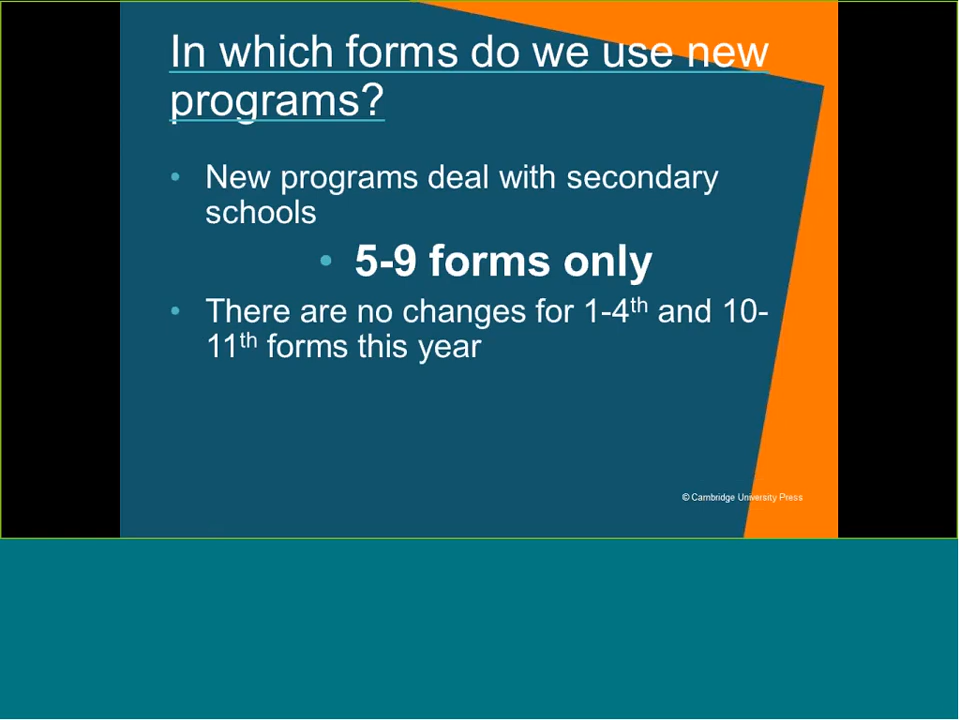 In which forms do we use new
programs?
• New programs deal with secondary
schools
• 5-9 forms only
• There are no changes for 1-4th and 10-
11th forms this year
© Cambridge University Press